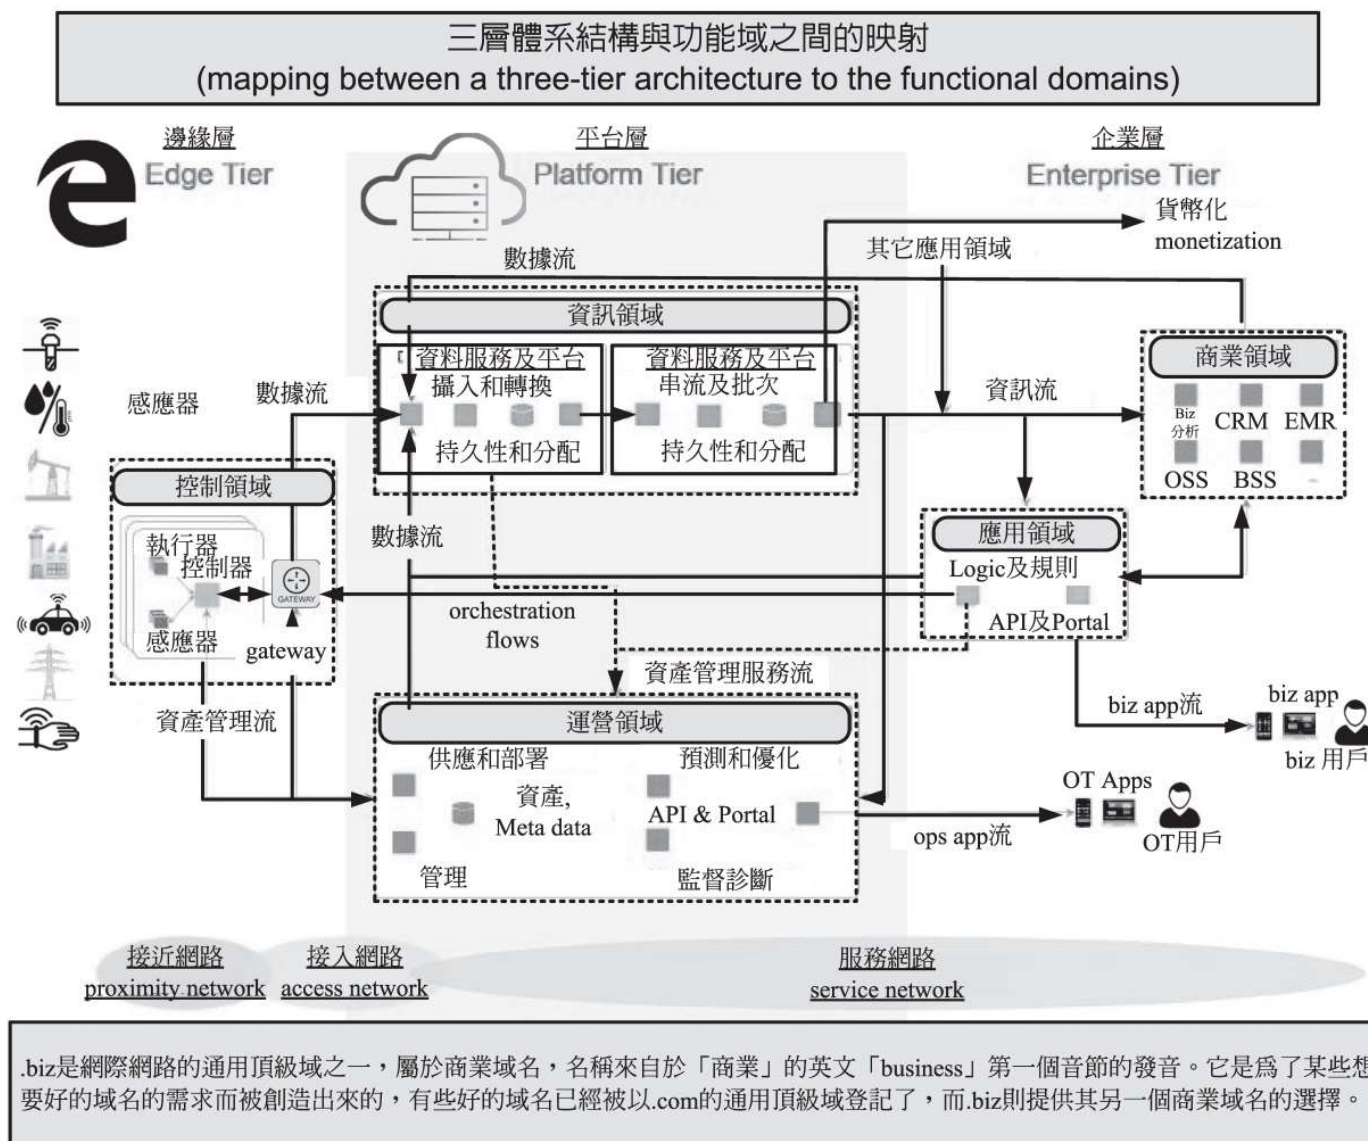 三層體系結構與功能域之間的映射
(mapping between a three-tier architecture to the functional domains)
邊緣層
Edge Tier
平台層
Platform Tier
企業層
Enterprise Tier
貨幣化
monetization
其它應用領域
數據流
資訊領域
資料服務及平台
攝入和轉換
持久性和分配
資料服務及平台
串流及批次
持久性和分配
資訊流
商業領域
Biz
分析
CRM
EMR
OSS
BSS
感應器
數據流
控制領域
執行器
控制器
感應器
GATEWAY
gateway
數據流
orchestration
flows
應用領域
Logic及規則
API及Portal
資產管理流
資產管理服務流
運營領域
供應和部署
資產,
Meta data
管理
預測和優化
API & Portal
監督診斷
biz app流
biz app
biz 用戶
OT Apps
ops app流
OT用戶
接近網路
proximity network
接入網路
access network
服務網路
service network
.biz是網際網路的通用頂級域之一，屬於商業域名，名稱來自於「商業」的英文「business」第一個音節的發音。它是爲了某些想
要好的域名的需求而被創造出來的，有些好的域名已經被以.com的通用頂級域登記了，而.biz則提供其另一個商業域名的選擇。